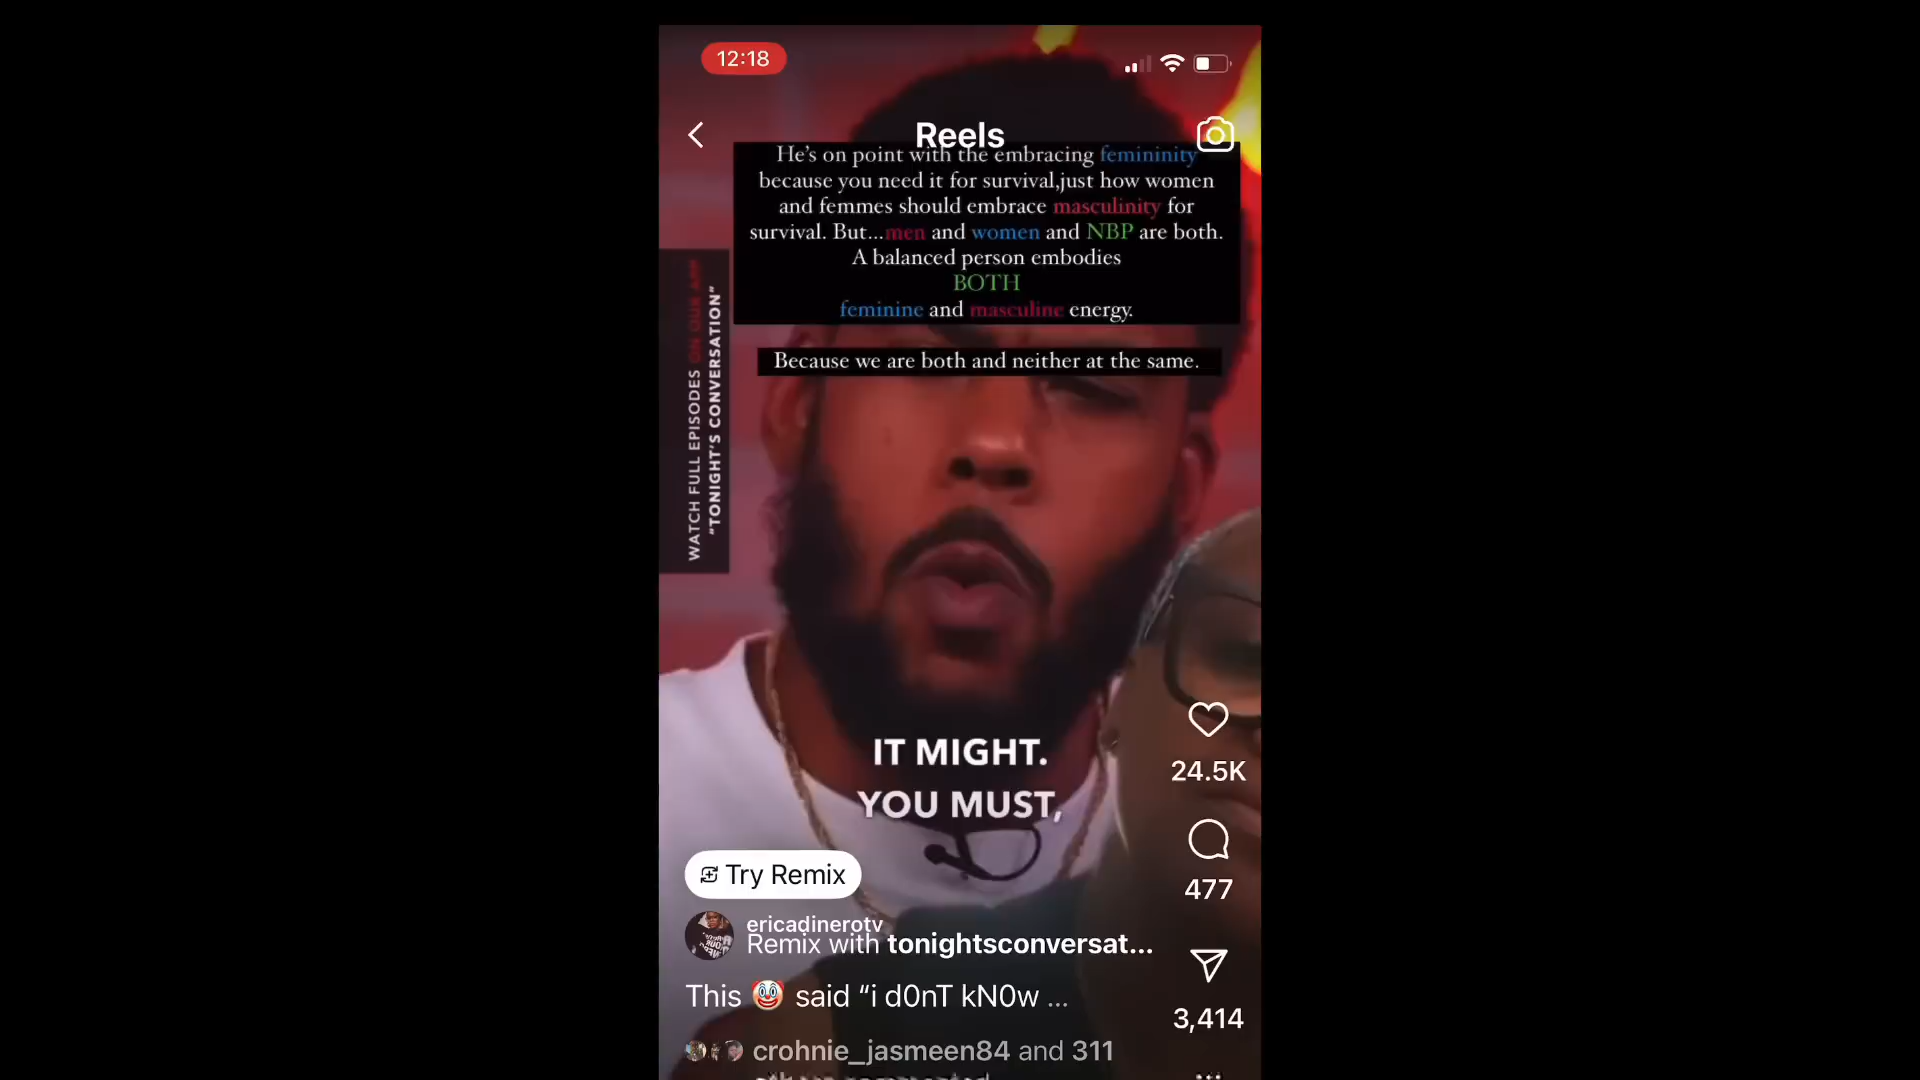 12:18
Reels
He's on point with the embracing femininity
because you need it for survival,just how women
and femmes should embrace masculinity for
survival. But...men and women and NBP are both.
A balanced person embodies
BOTH
feminine and masculine energy.
Because we are both and neither at the same.
WATCH FULL EPISODES ON OUR APP
"TONIGHT'S CONVERSATION"
IT MIGHT.
YOU MUST,
24.5K
477
3,414
Try Remix
ericadinerotv
Remix with tonightsconversat...
This 🤡 said “i d0nT kN0w ...
crohnie_jasmeen84 and 311